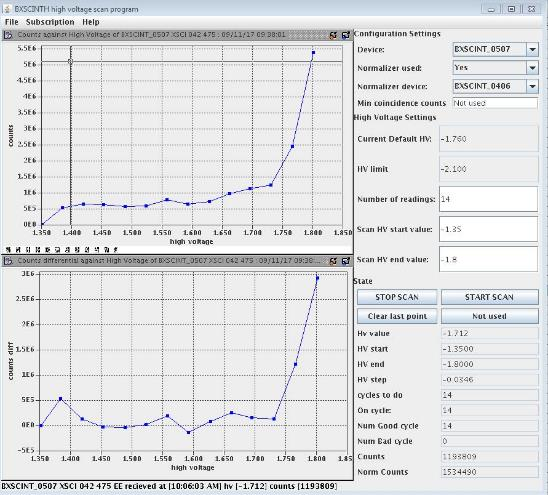 BXSCINTH high voltage scan program
File Subscription Help
Counts against High Voltage of BXSCINT_0507 XSCI 042 475 : 09/11/17 09:38:01
5.5E6
5E6
4.5E6
4E6
3.5E6
3E6
2.5E6
2E6
1.5E6
1E6
5E5
0E0
counts
1.350 1.400 1.450 1.500 1.550 1.600 1.650 1.700 1.750 1.800 1.850
high voltage
Counts differential against High Voltage of BXSCINT_0507 XSCI 042 475 : 09/11/17 09:38:...
3E6
2E6
2E6
1E6
5E5
0E0
-5E5
counts diff
1.350 1.400 1.450 1.500 1.550 1.600 1.650 1.700 1.750 1.800 1.85
high voltage
Configuration Settings
Device: BXSCINT_0507
Normalizer used: Yes
Normalizer device: BXSCINT_0406
Min coincidence counts Not used
High Voltage Settings
Current Default HV: -1.760
HV limit -2.100
Number of readings: 14
Scan HV start value: -1.35
Scan HV end value: -1.8
State
STOP SCAN START SCAN
Clear last point Not used
Hv value -1.712
HV start -1.3500
HV end -1.8000
HV step -0.0346
cycles to do 14
On cycle: 14
Num Good cycle 14
Num Bad cycle 0
Counts 1193809
Norm Counts 1534490
BXSCINT_0507 XSCI 042 475 EE recieved at [10:06:03 AM] hv [-1.712] counts [1193809]